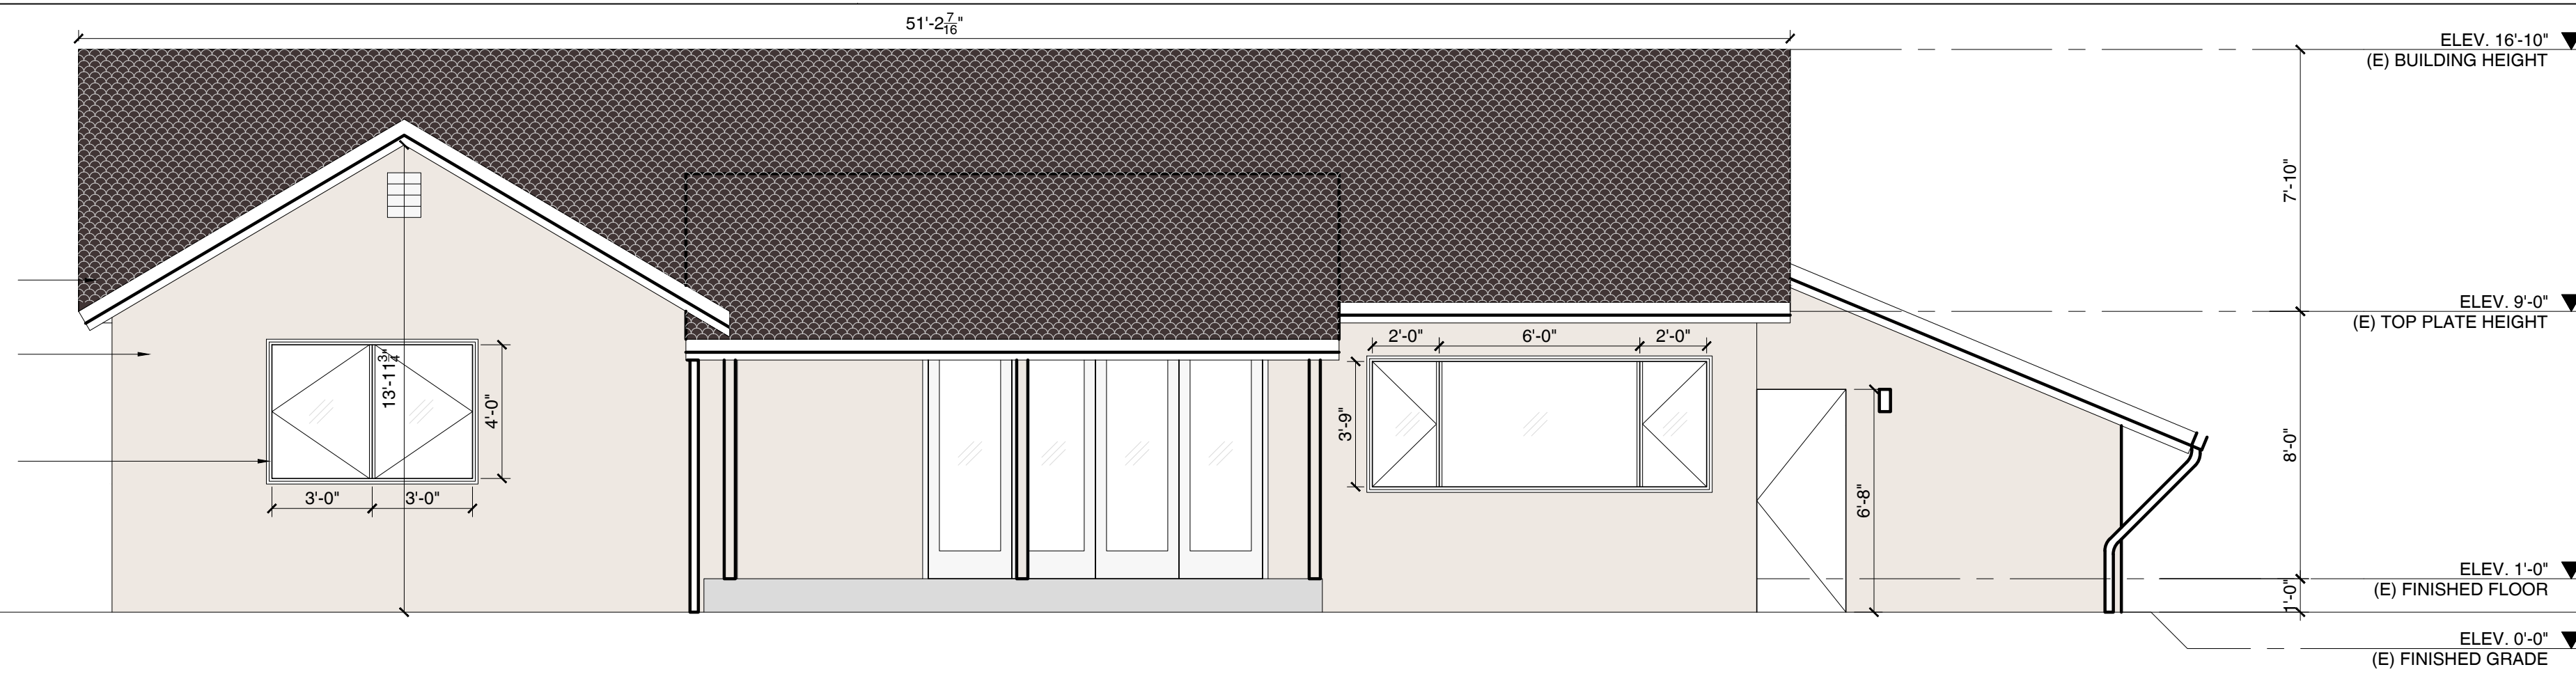 51'-2 7/16"
ELEV. 16'-10"
(E) BUILDING HEIGHT
7'-10"
ELEV. 9'-0"
(E) TOP PLATE HEIGHT
2'-0" 6'-0" 2'-0"
13'-11 3/4"
4'-0"
3'-9"
8'-0"
3'-0" 3'-0"
6'-8"
ELEV. 1'-0"
(E) FINISHED FLOOR
1'-0"
ELEV. 0'-0"
(E) FINISHED GRADE